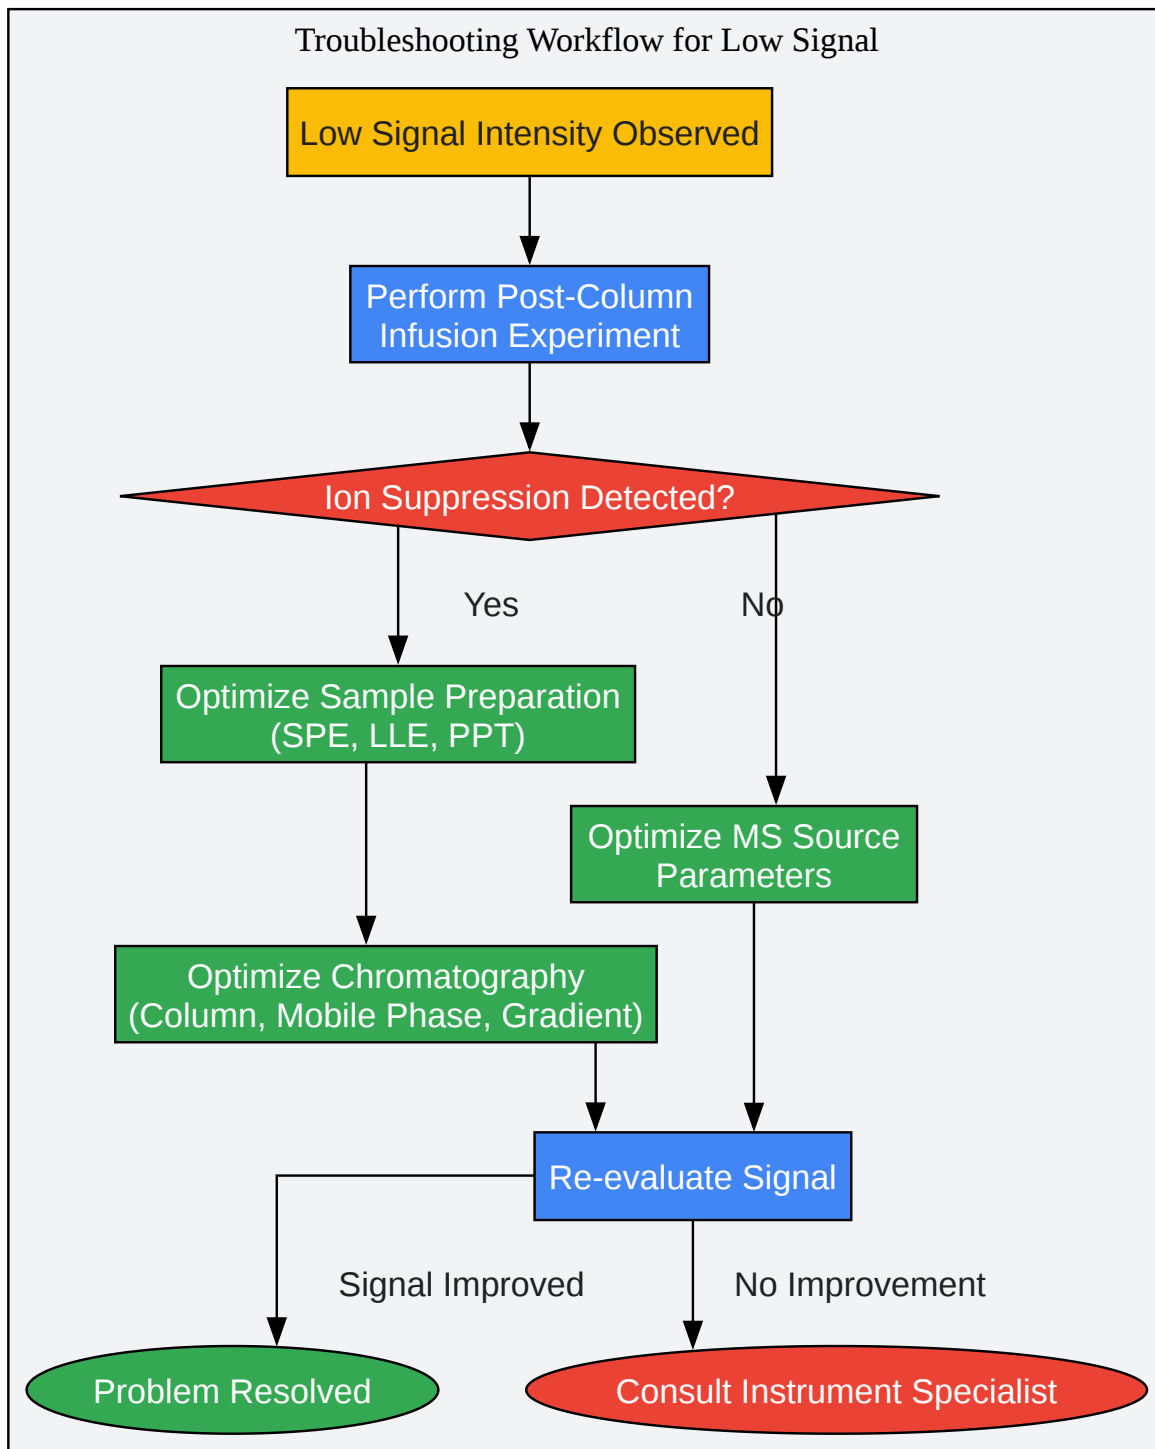 Troubleshooting Workflow for Low Signal
Low Signal Intensity Observed
Perform Post-Column
Infusion Experiment
Ion Suppression Detected?
Yes
No
Optimize Sample Preparation
(SPE, LLE, PPT)
Optimize MS Source
Parameters
Optimize Chromatography
(Column, Mobile Phase, Gradient)
Re-evaluate Signal
Signal Improved
No Improvement
Problem Resolved
Consult Instrument Specialist